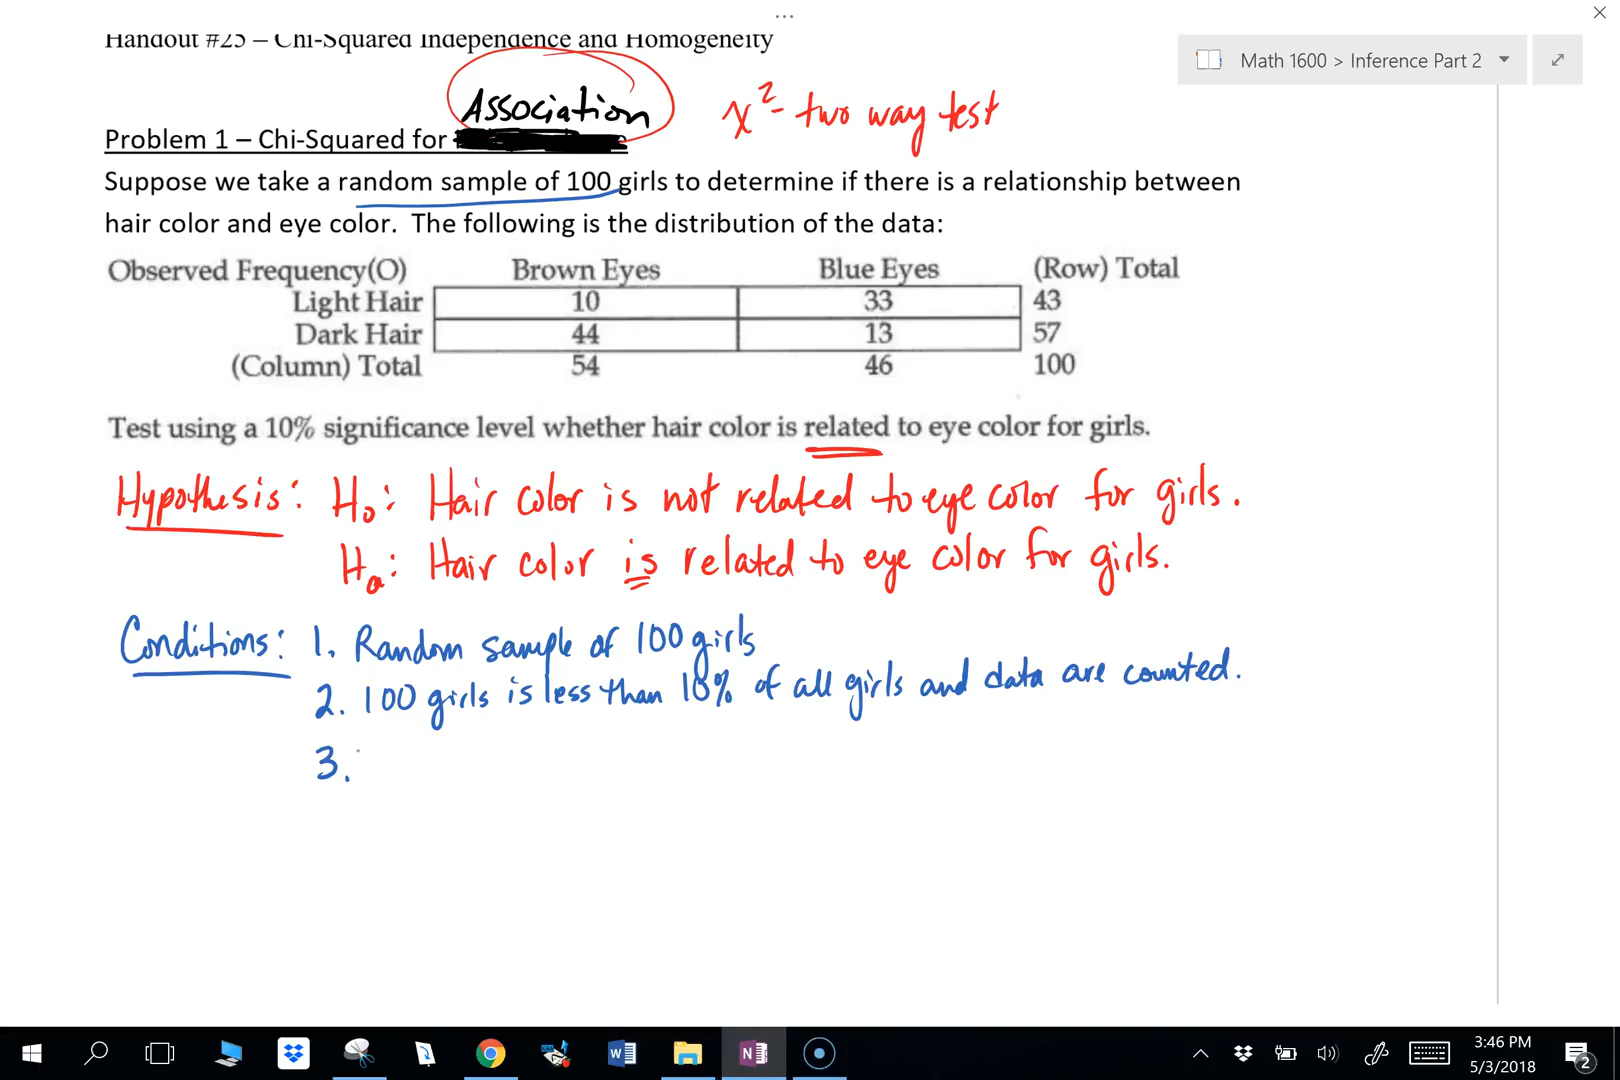 Handout #25 – Chi-Squared Independence and Homogeneity
Math 1600 > Inference Part 2
Association
χ²- two way test
Problem 1 – Chi-Squared for
Suppose we take a random sample of 100 girls to determine if there is a relationship between
hair color and eye color. The following is the distribution of the data:
Observed Frequency(O) Brown Eyes Blue Eyes (Row) Total
Light Hair 10 33 43
Dark Hair 44 13 57
(Column) Total 54 46 100
Test using a 10% significance level whether hair color is related to eye color for girls.
Hypothesis: H₀: Hair color is not related to eye color for girls.
Hₐ: Hair color is related to eye color for girls.
Conditions: 1. Random sample of 100 girls
2. 100 girls is less than 10% of all girls and data are counted.
3.
3:46 PM
5/3/2018
2